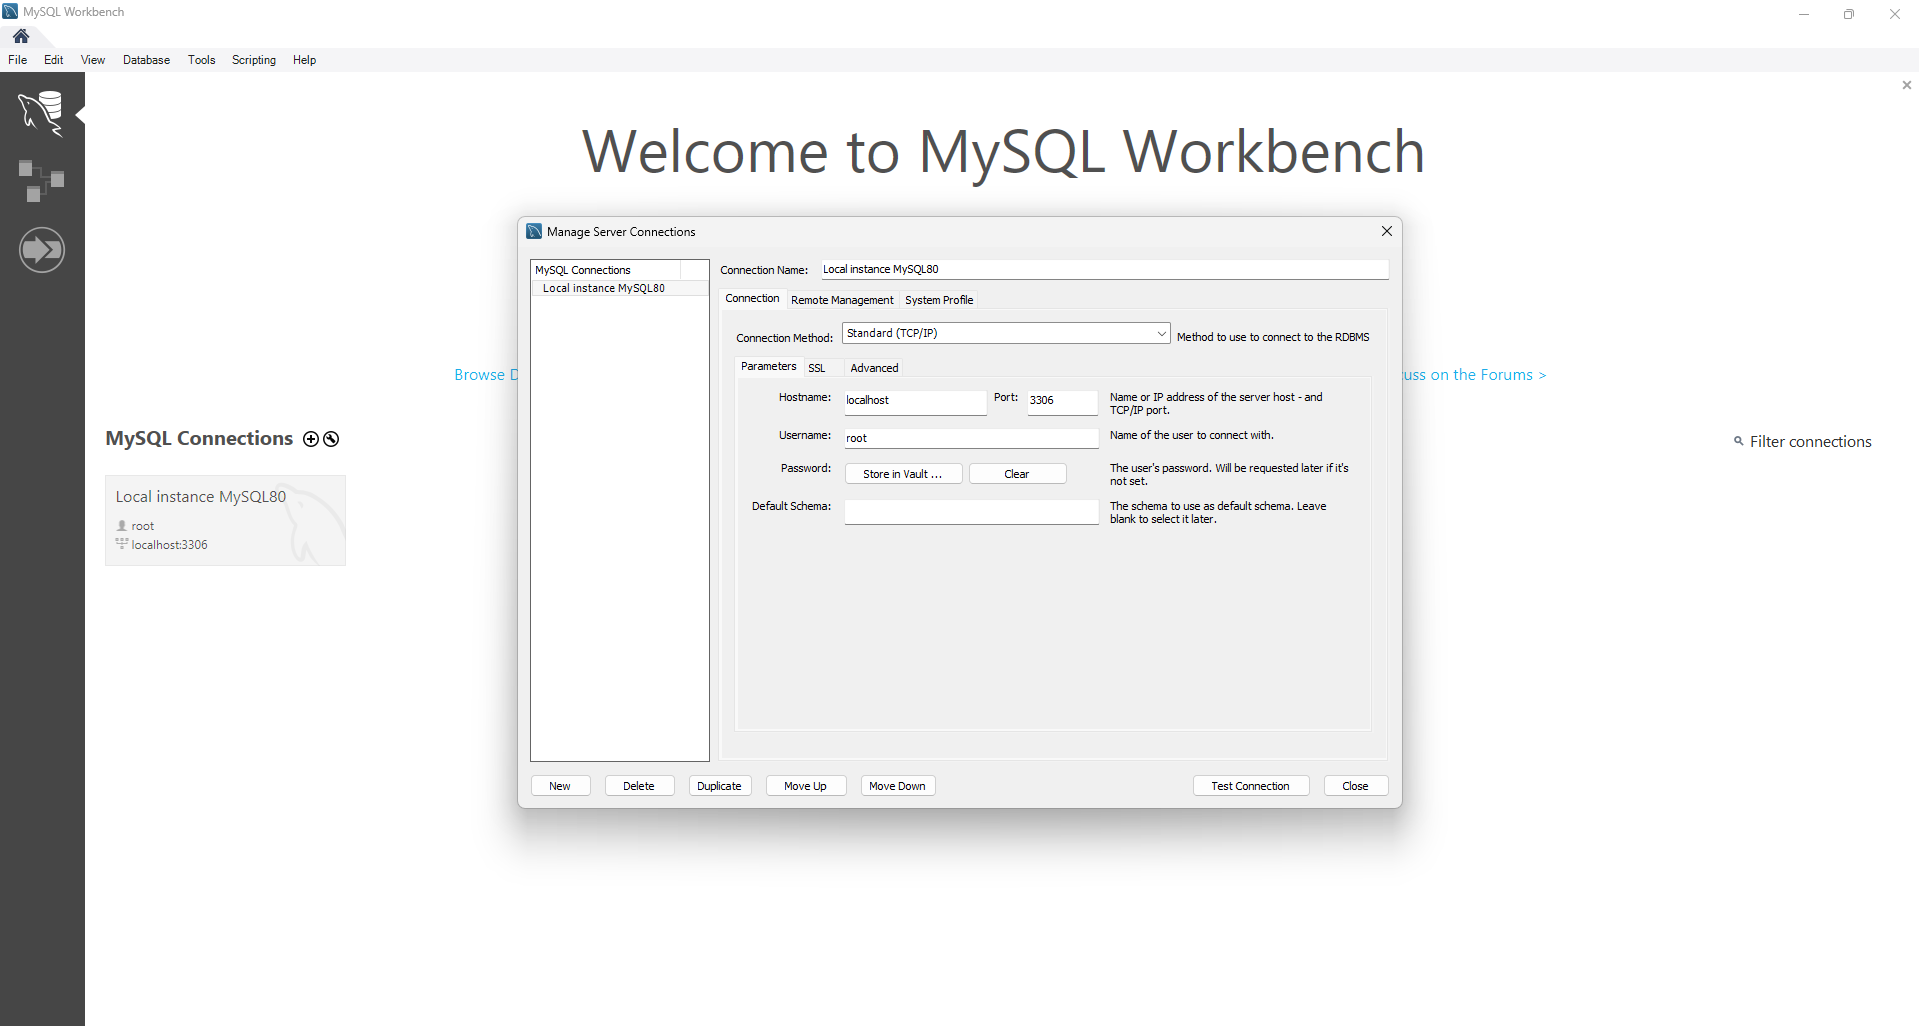 MySQL Workbench
File Edit View Database Tools Scripting Help
Welcome to MySQL Workbench
Browse D
uss on the Forums >
MySQL Connections
Filter connections
Local instance MySQL80
root
localhost:3306
Manage Server Connections
MySQL Connections
Local instance MySQL80
Connection Name: Local instance MySQL80
Connection Remote Management System Profile
Connection Method: Standard (TCP/IP) Method to use to connect to the RDBMS
Parameters SSL Advanced
Hostname: localhost Port: 3306 Name or IP address of the server host - and
TCP/IP port.
Username: root Name of the user to connect with.
Password: Store in Vault ... Clear The user's password. Will be requested later if it's
not set.
Default Schema: The schema to use as default schema. Leave
blank to select it later.
New Delete Duplicate Move Up Move Down Test Connection Close